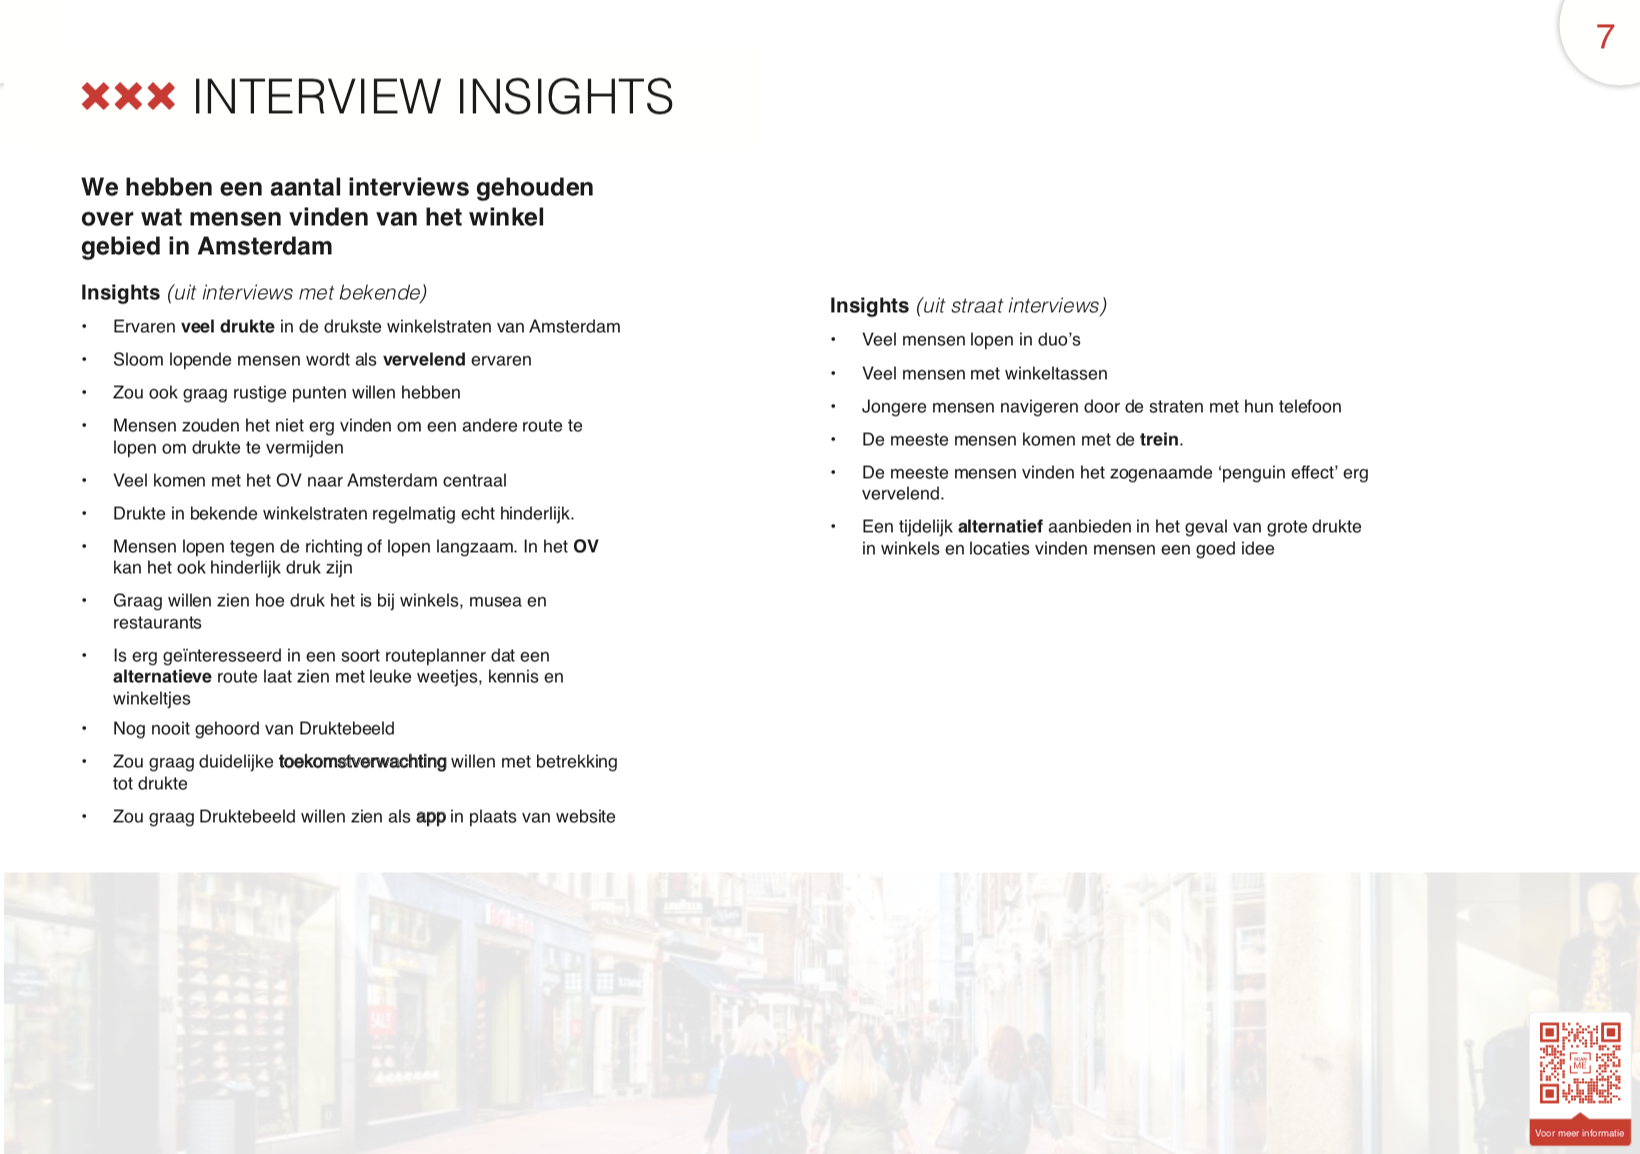 7
INTERVIEW INSIGHTS
We hebben een aantal interviews gehouden
over wat mensen vinden van het winkel
gebied in Amsterdam
Insights (uit interviews met bekende)
• Ervaren veel drukte in de drukste winkelstraten van Amsterdam
• Sloom lopende mensen wordt als vervelend ervaren
• Zou ook graag rustige punten willen hebben
• Mensen zouden het niet erg vinden om een andere route te
lopen om drukte te vermijden
• Veel komen met het OV naar Amsterdam centraal
• Drukte in bekende winkelstraten regelmatig echt hinderlijk.
• Mensen lopen tegen de richting of lopen langzaam. In het OV
kan het ook hinderlijk druk zijn
• Graag willen zien hoe druk het is bij winkels, musea en
restaurants
• Is erg geïnteresseerd in een soort routeplanner dat een
alternatieve route laat zien met leuke weetjes, kennis en
winkeltjes
• Nog nooit gehoord van Druktebeeld
• Zou graag duidelijke toekomstverwachting willen met betrekking
tot drukte
• Zou graag Druktebeeld willen zien als app in plaats van website
Insights (uit straat interviews)
• Veel mensen lopen in duo's
• Veel mensen met winkeltassen
• Jongere mensen navigeren door de straten met hun telefoon
• De meeste mensen komen met de trein.
• De meeste mensen vinden het zogenaamde ‘penguin effect’ erg
vervelend.
• Een tijdelijk alternatief aanbieden in het geval van grote drukte
in winkels en locaties vinden mensen een goed idee
SALE
ME
Voor meer informatie